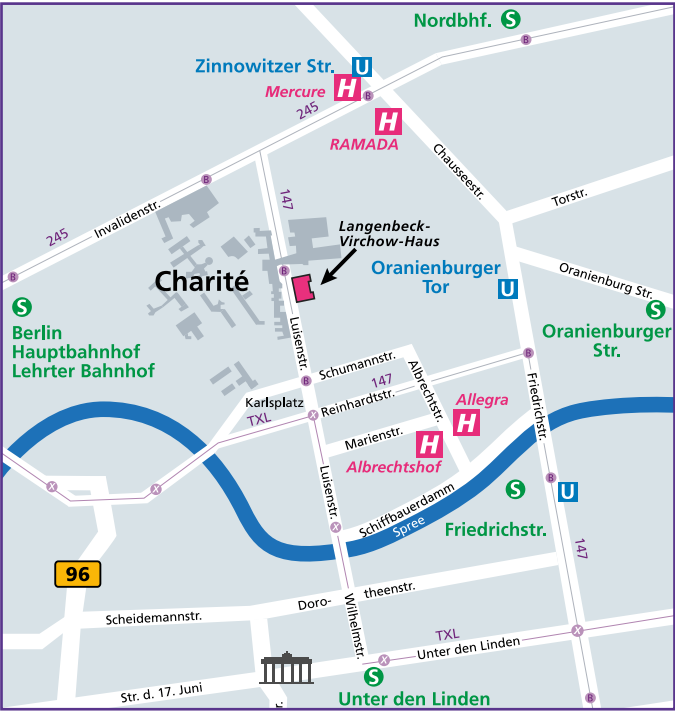 Nordbhf. S
Zinnowitzer Str. U
Mercure H
B
B
245
H
RAMADA
Chausseestr.
B
147
Torstr.
Invalidenstr.
245
Langenbeck-
Virchow-Haus
B
B
Charité
Oranienburger
Tor
U
Oranienburg Str.
S
Berlin
Hauptbahnhof
Lehrter Bahnhof
S
Oranienburger
Str.
Luisenstr.
Schumannstr.
B
B
147
Albrechtstr.
Friedrichstr.
Karlsplatz
Reinhardtstr.
Allegra
H
TXL
X
Marienstr.
H
Albrechtshof
Luisenstr.
X
X
Schiffbauerdamm
Spree
X
B
S
U
Friedrichstr.
147
96
Doro-
theenstr.
Scheidemannstr.
Wilhelmstr.
TXL
X
Unter den Linden
X
S
Str. d. 17. Juni
Unter den Linden
B